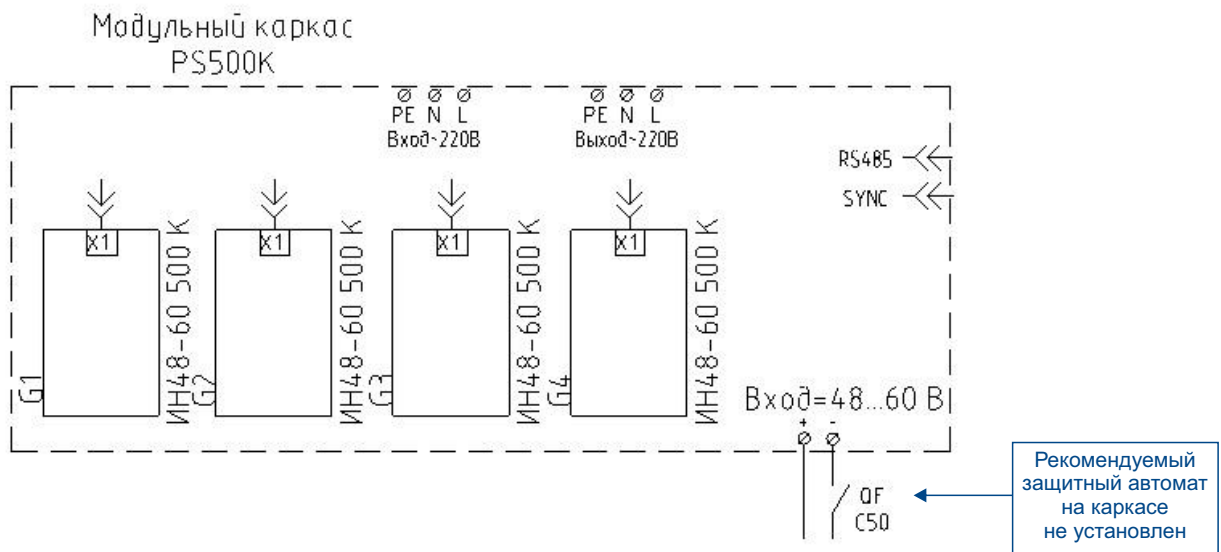 Модульный каркас
PS500K
PE N L
Вход~220В
PE N L
Выход~220В
RS485
SYNC
X1
X1
X1
X1
G1
ИН48-60 500 К
G2
ИН48-60 500 К
G3
ИН48-60 500 К
G4
ИН48-60 500 К
Вход=48...60 В
+ -
QF
C50
Рекомендуемый
защитный автомат
на каркасе
не установлен